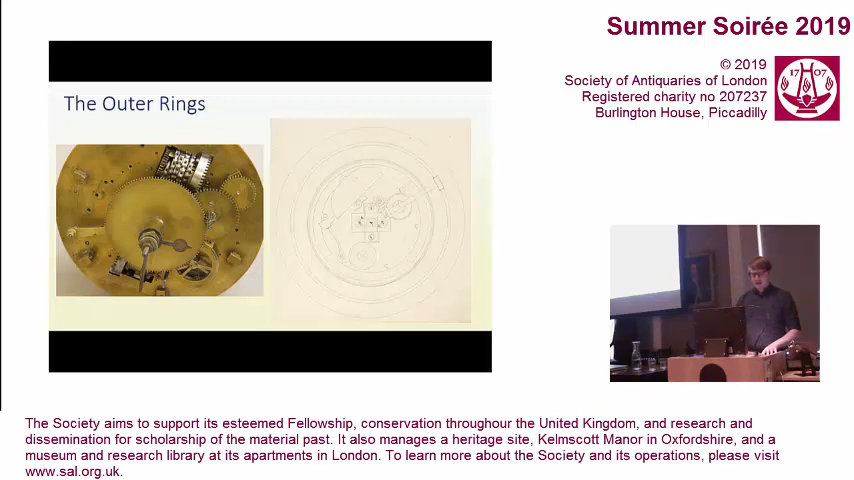 Summer Soirée 2019
© 2019
Society of Antiquaries of London
Registered charity no 207237
Burlington House, Piccadilly
17 07
The Outer Rings
The Society aims to support its esteemed Fellowship, conservation throughour the United Kingdom, and research and
dissemination for scholarship of the material past. It also manages a heritage site, Kelmscott Manor in Oxfordshire, and a
museum and research library at its apartments in London. To learn more about the Society and its operations, please visit
www.sal.org.uk.